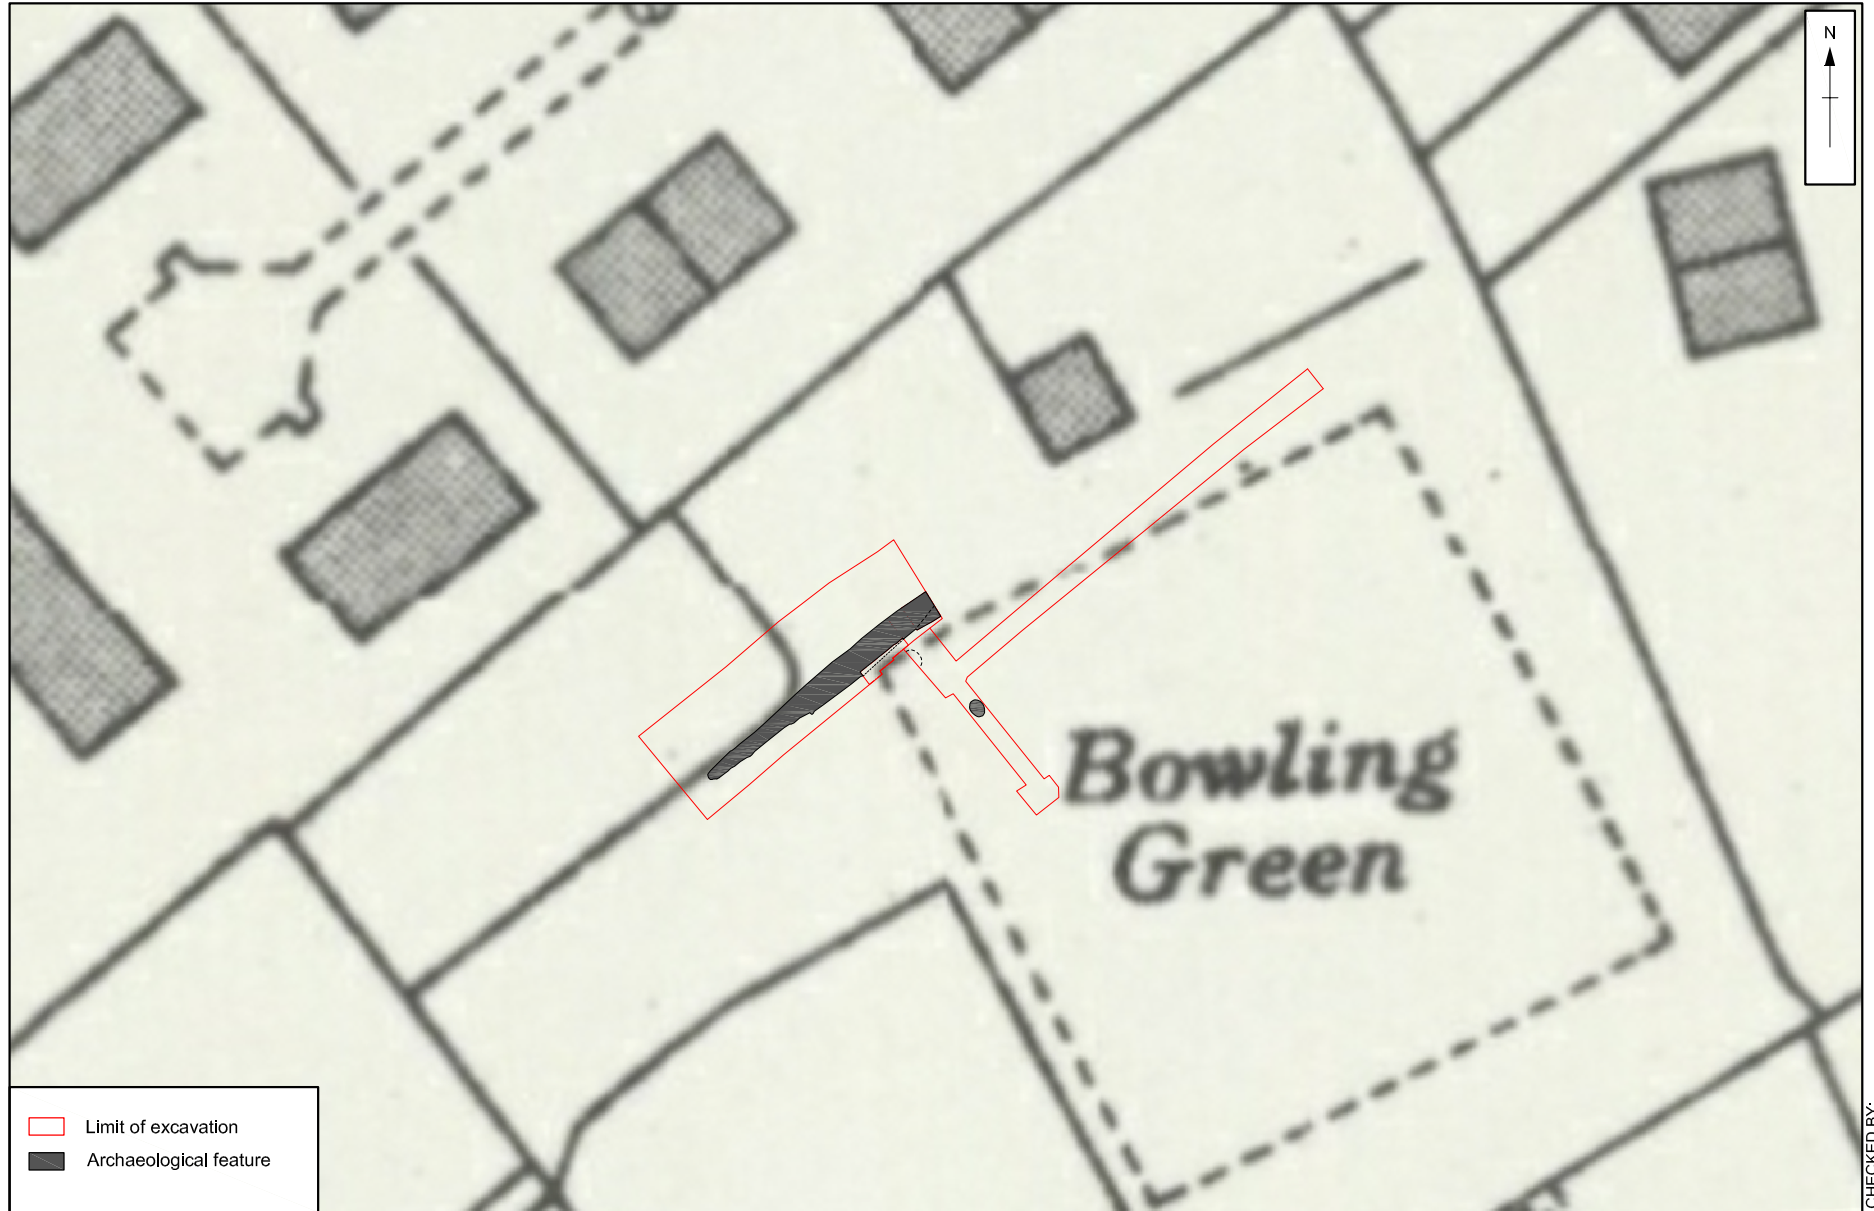 N
Bowling
Green
Limit of excavation
Archaeological feature
CHECKED BY: